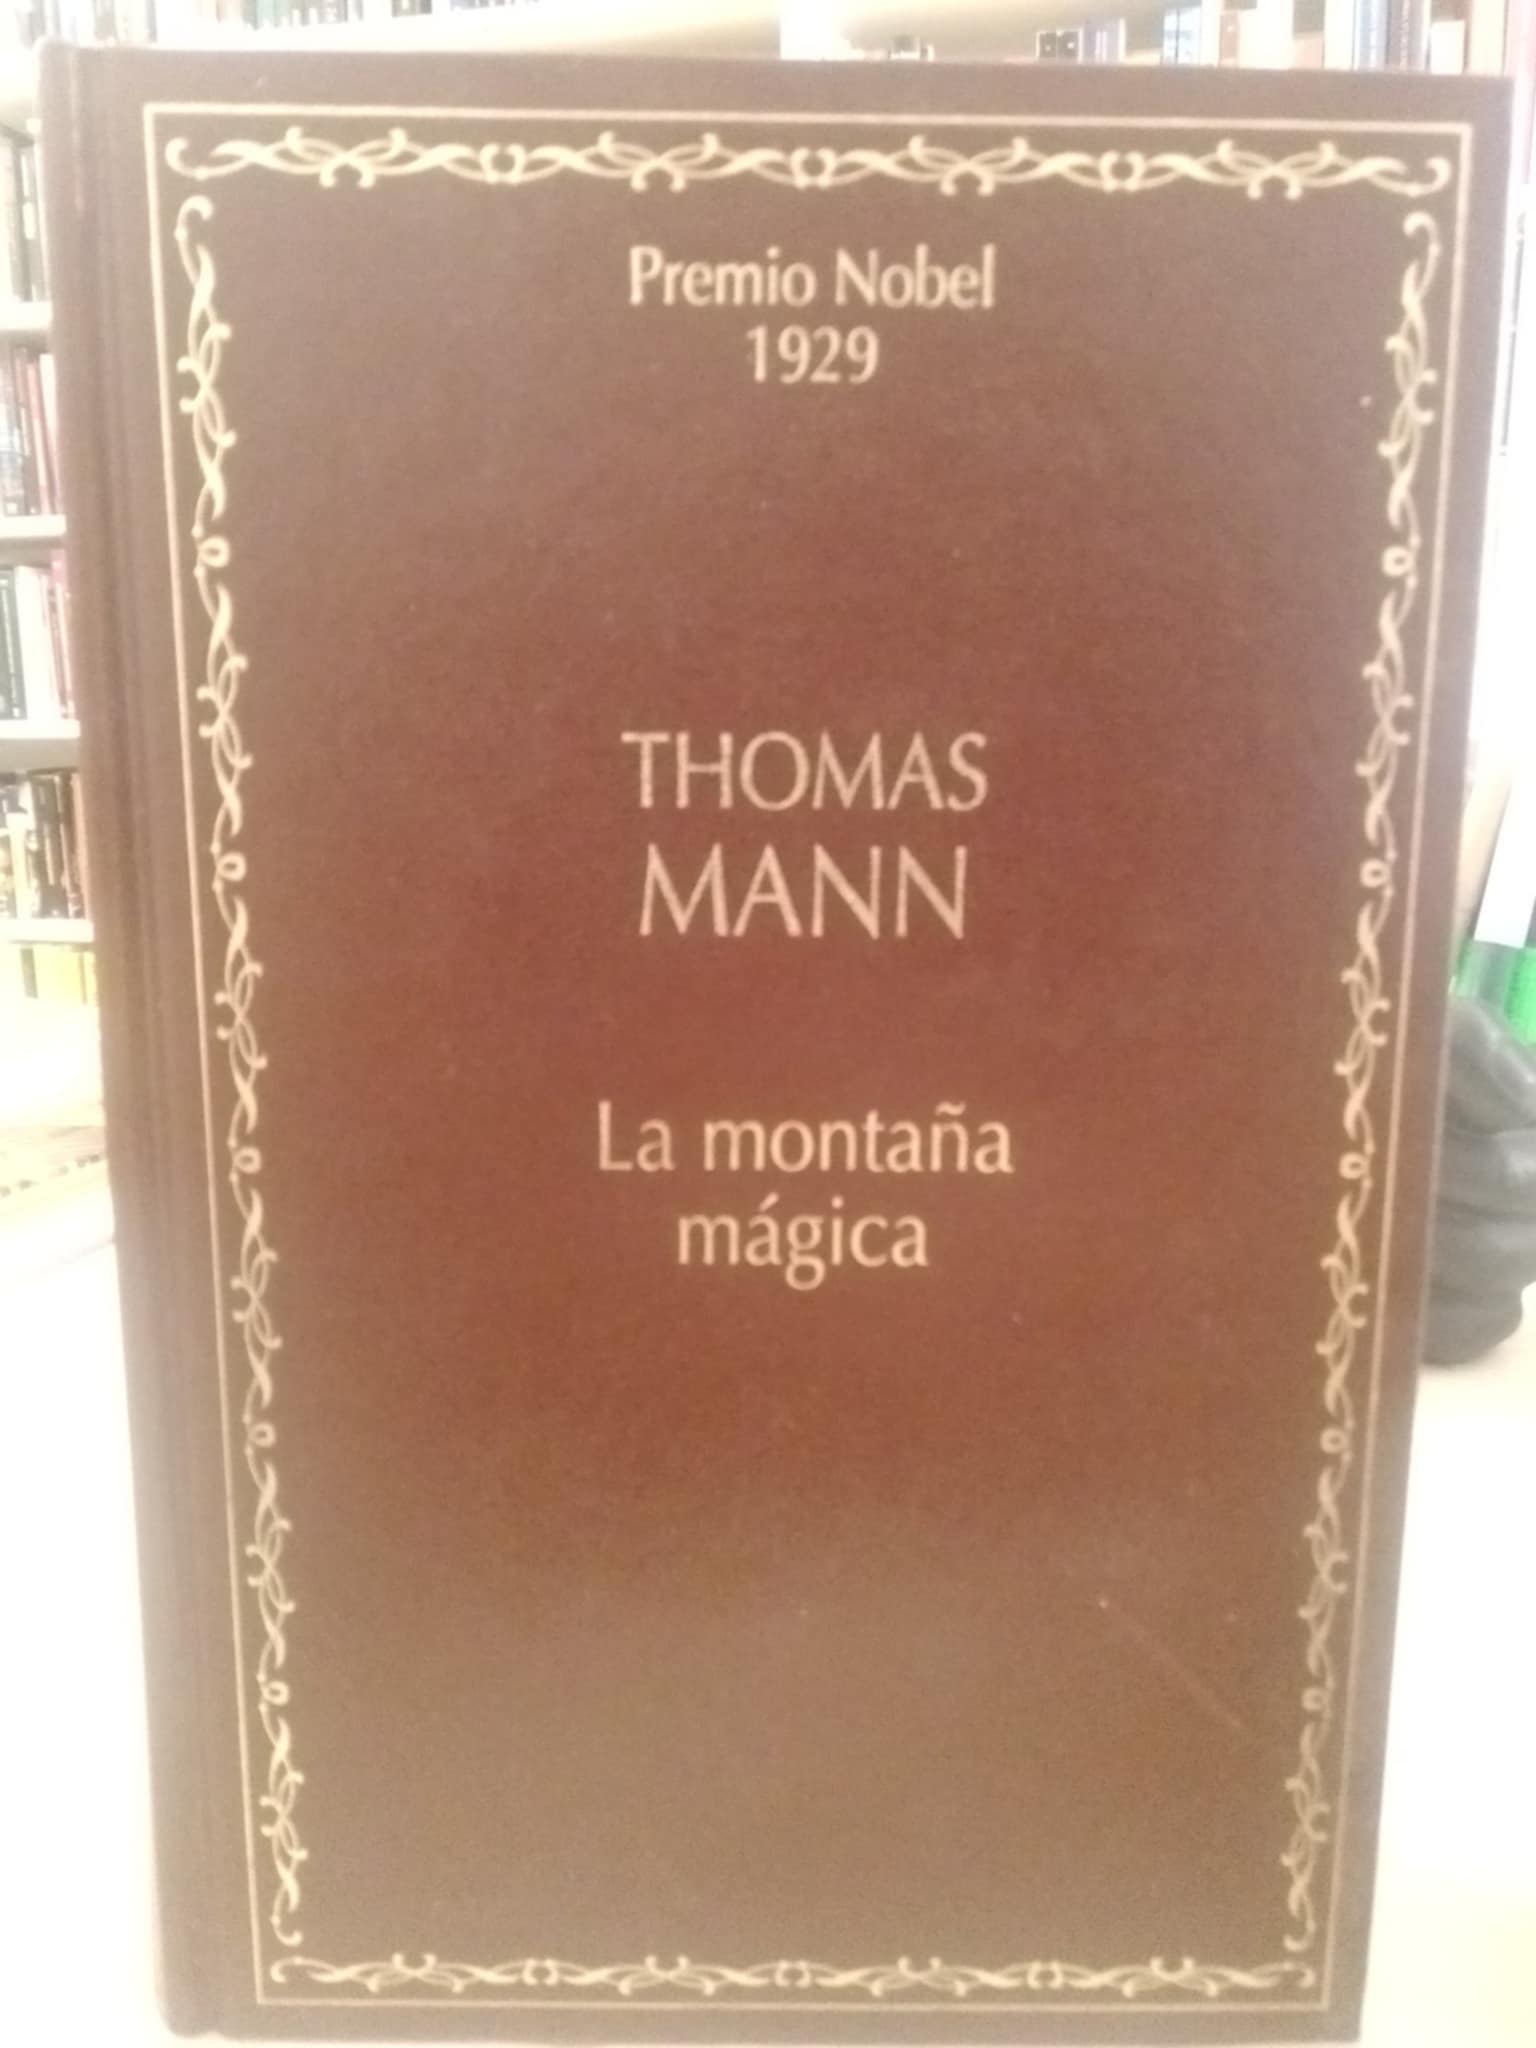 Premio Nobel
1929
THOMAS
MANN
La montaña
mágica